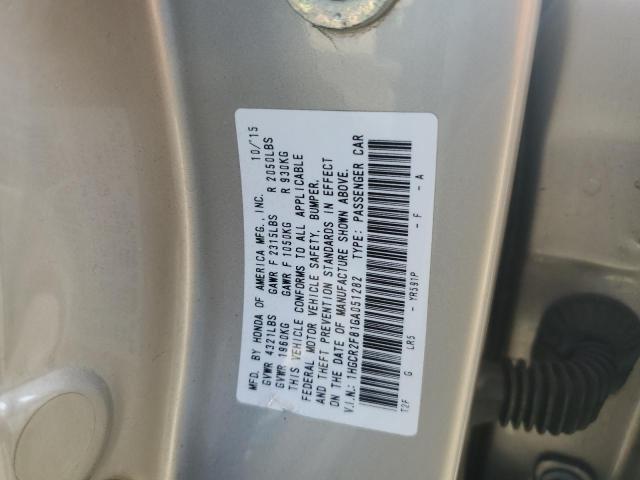 MFD. BY HONDA OF AMERICA MFG., INC. 10/15
GVWR 4321LBS GAWR F 2315LBS R 2050LBS
GVWR 1960KG GAWR F 1050KG R 930KG
THIS VEHICLE CONFORMS TO ALL APPLICABLE
FEDERAL MOTOR VEHICLE SAFETY, BUMPER,
AND THEFT PREVENTION STANDARDS IN EFFECT
ON THE DATE OF MANUFACTURE SHOWN ABOVE.
V.I.N.: 1HGCR2F81GA051282 TYPE: PASSENGER CAR
T2F G LR5 - YR591P - F - A